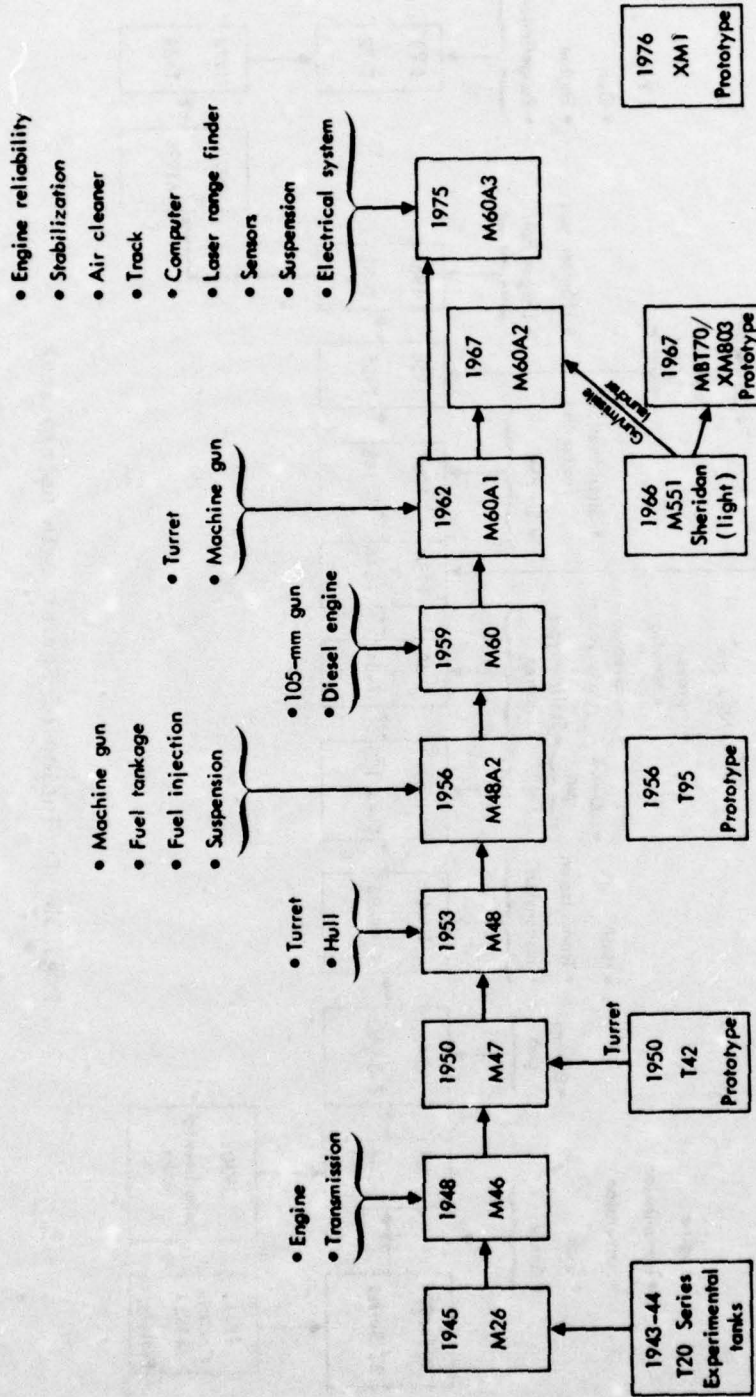 • Engine
• Transmission
• Turret
• Hull
• Machine gun
• Fuel tankage
• Fuel injection
• Suspension
• 105-mm gun
• Diesel engine
• Turret
• Machine gun
• Engine reliability
• Stabilization
• Air cleaner
• Track
• Computer
• Laser range finder
• Sensors
• Suspension
• Electrical system
1945
M26
1948
M46
1950
M47
1953
M48
1956
M48A2
1959
M60
1962
M60A1
1967
M60A2
1975
M60A3
Turret
Gun/missile
launcher
1943-44
T20 Series
Experimental
tanks
1950
T42
Prototype
1956
T95
Prototype
1966
M551
Sheridan
(light)
1967
MBT70/
XM803
Prototype
1976
XM1
Prototype